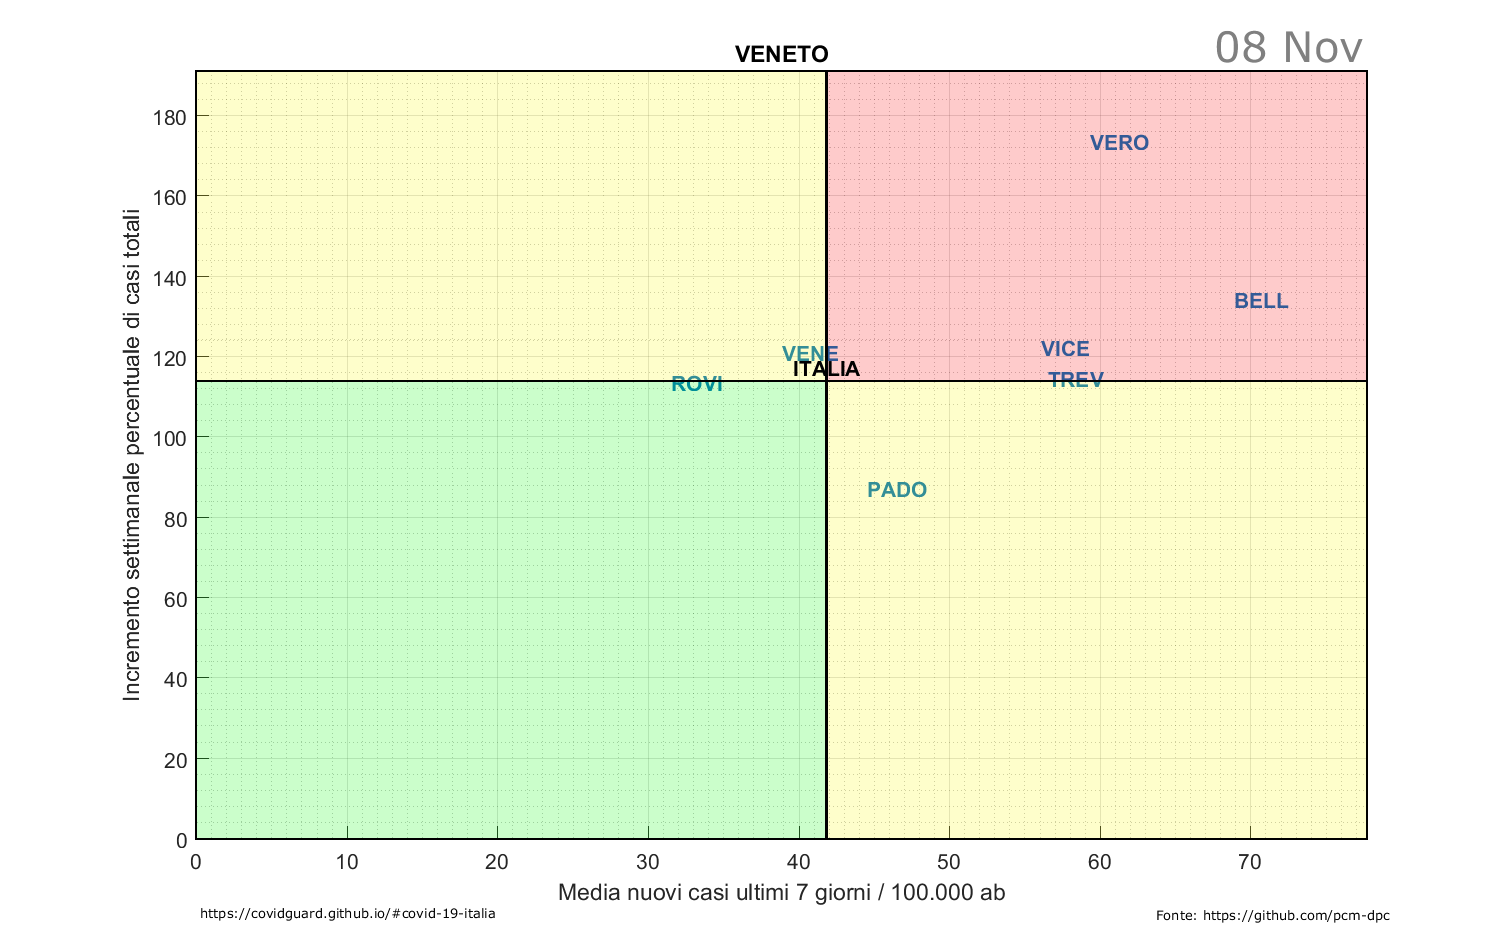 08 Nov
VENETO
180
160
140
120
100
80
60
40
20
0
Incremento settimanale percentuale di casi totali
VERO
BELL
VICE
VENE
ITALIA
TREV
ROVI
PADO
0 10 20 30 40 50 60 70
Media nuovi casi ultimi 7 giorni / 100.000 ab
https://covidguard.github.io/#covid-19-italia
Fonte: https://github.com/pcm-dpc